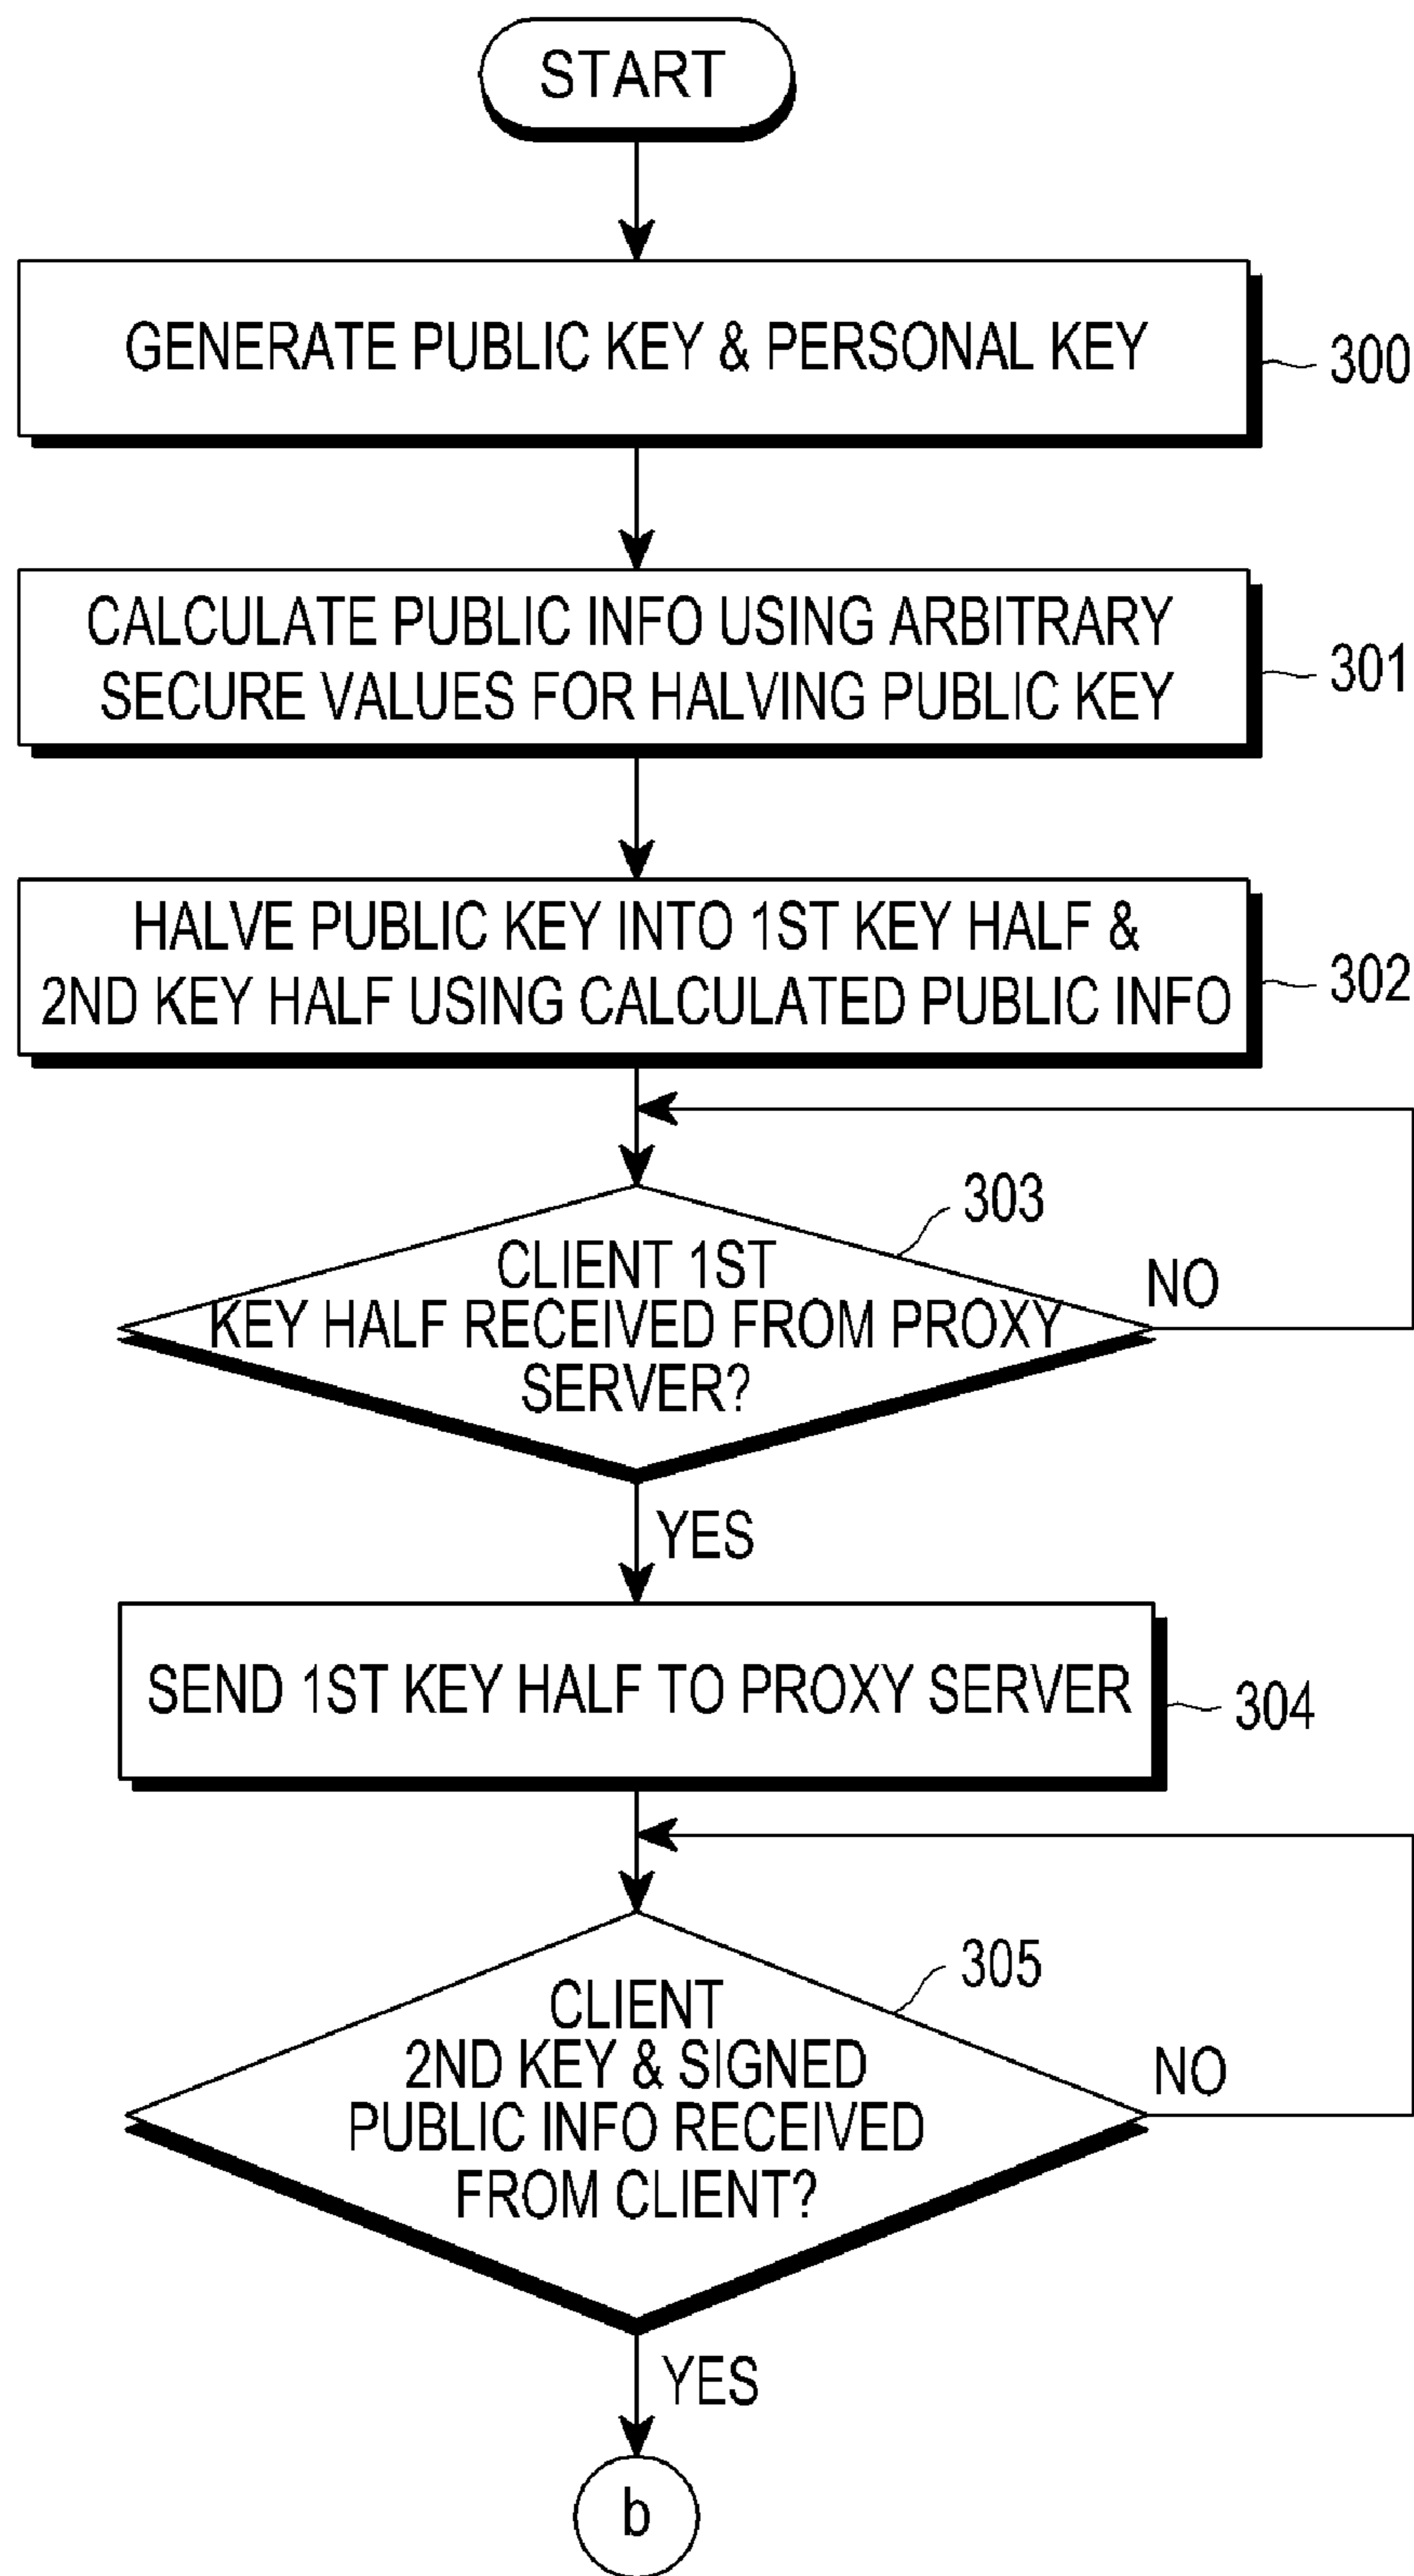 START
GENERATE PUBLIC KEY & PERSONAL KEY
300
CALCULATE PUBLIC INFO USING ARBITRARY
SECURE VALUES FOR HALVING PUBLIC KEY
301
HALVE PUBLIC KEY INTO 1ST KEY HALF &
2ND KEY HALF USING CALCULATED PUBLIC INFO
302
303
CLIENT 1ST
KEY HALF RECEIVED FROM PROXY
SERVER?
NO
YES
SEND 1ST KEY HALF TO PROXY SERVER
304
305
CLIENT
2ND KEY & SIGNED
PUBLIC INFO RECEIVED
FROM CLIENT?
NO
YES
b